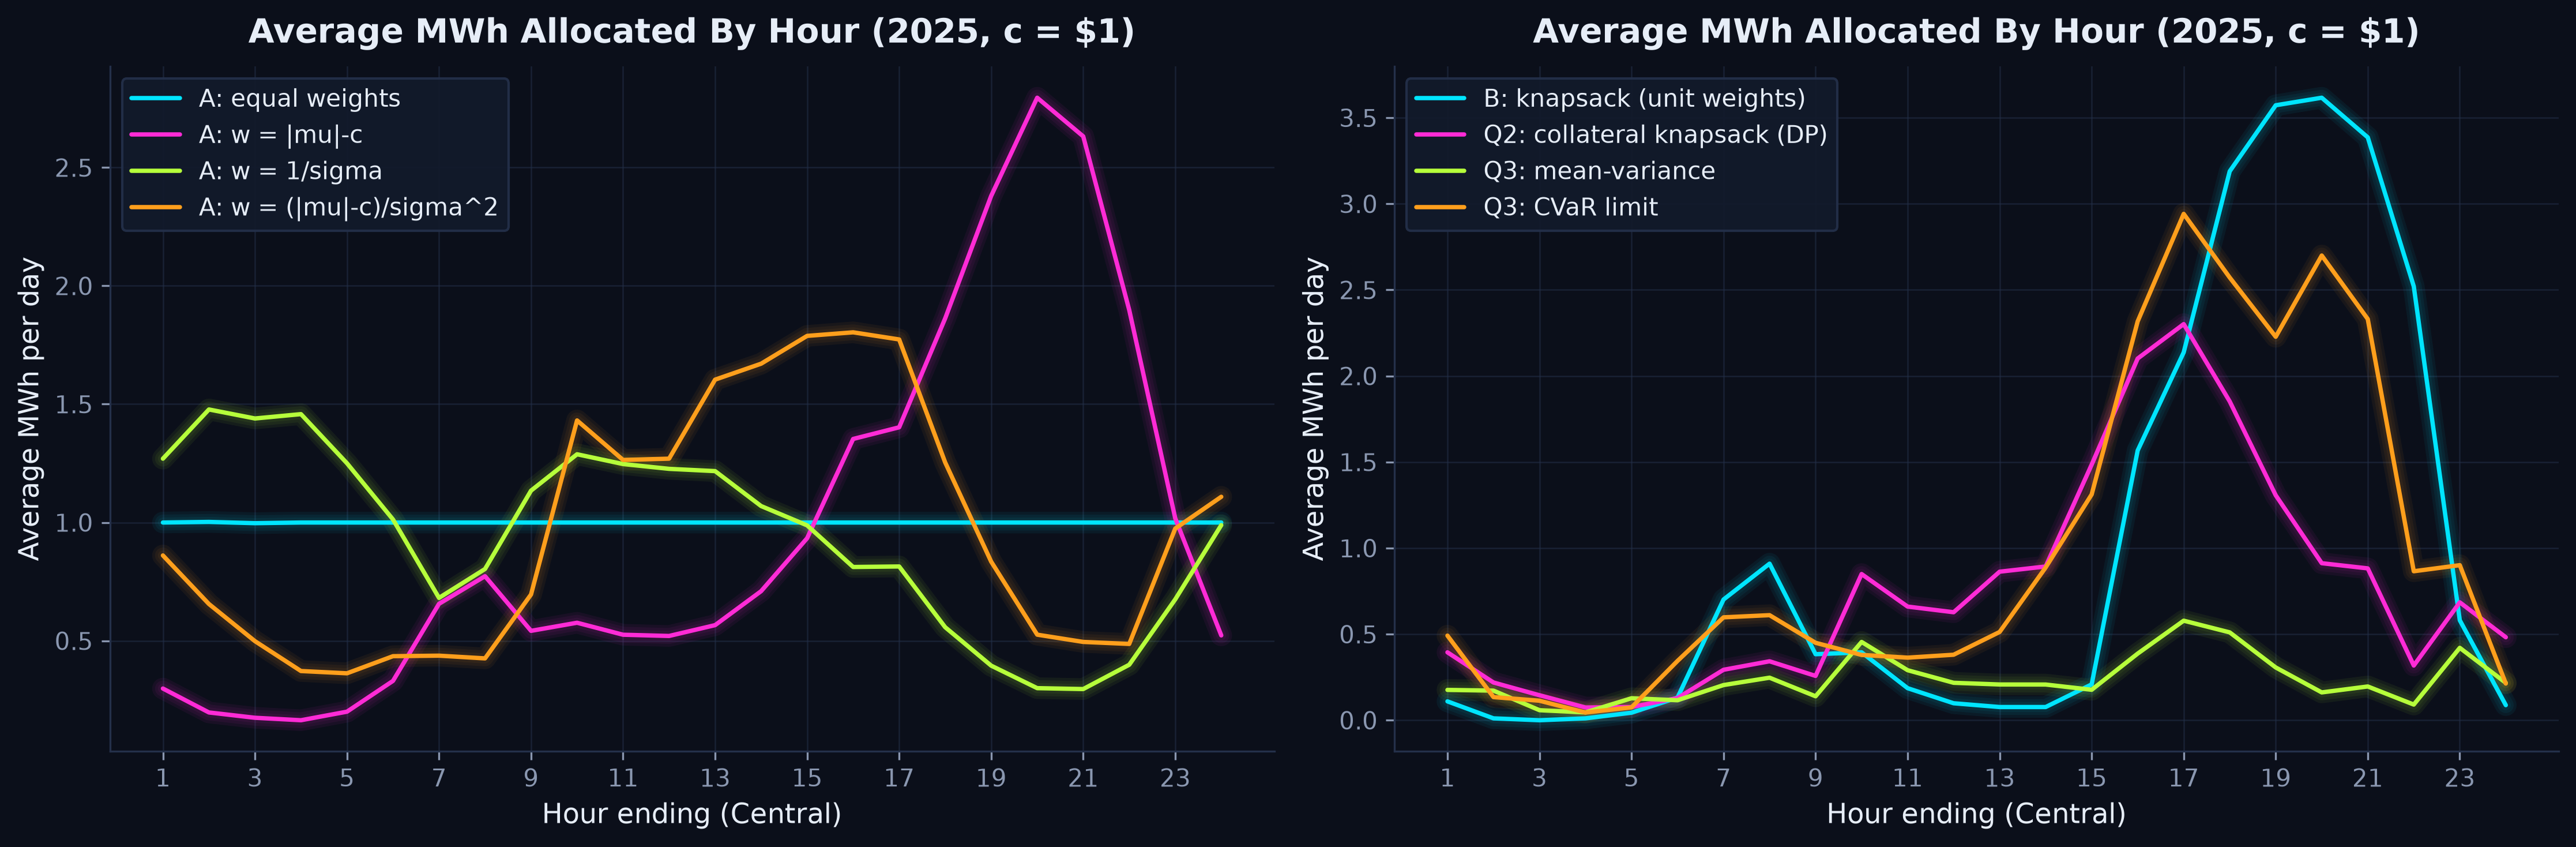 Average MWh Allocated By Hour (2025, c = $1)
A: equal weights
A: w = |mu|-c
A: w = 1/sigma
A: w = (|mu|-c)/sigma^2
Average MWh per day
2.5
2.0
1.5
1.0
0.5
1 3 5 7 9 11 13 15 17 19 21 23
Hour ending (Central)
Average MWh Allocated By Hour (2025, c = $1)
B: knapsack (unit weights)
Q2: collateral knapsack (DP)
Q3: mean-variance
Q3: CVaR limit
Average MWh per day
3.5
3.0
2.5
2.0
1.5
1.0
0.5
0.0
1 3 5 7 9 11 13 15 17 19 21 23
Hour ending (Central)